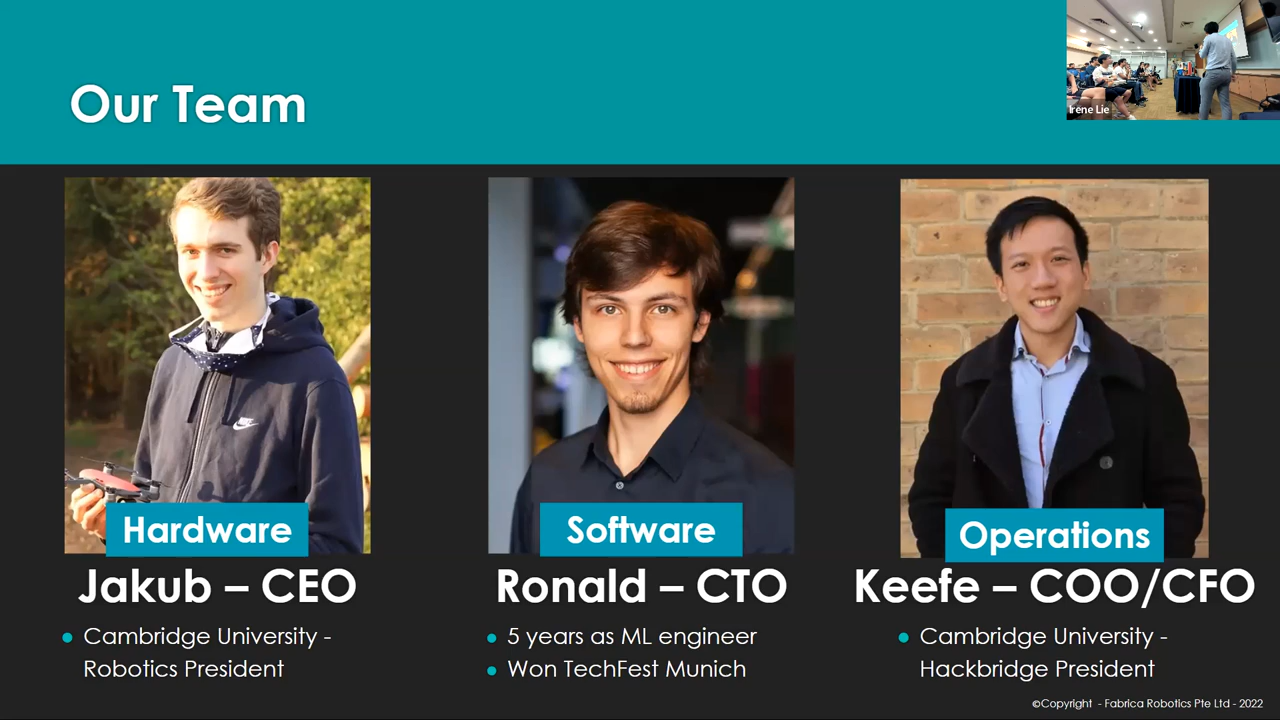 Our Team
Irene Lie
Hardware
Software
Operations
Jakub – CEO
Ronald – CTO
Keefe – COO/CFO
• Cambridge University -
Robotics President
• 5 years as ML engineer
• Won TechFest Munich
• Cambridge University -
Hackbridge President
©Copyright - Fabrica Robotics Pte Ltd - 2022